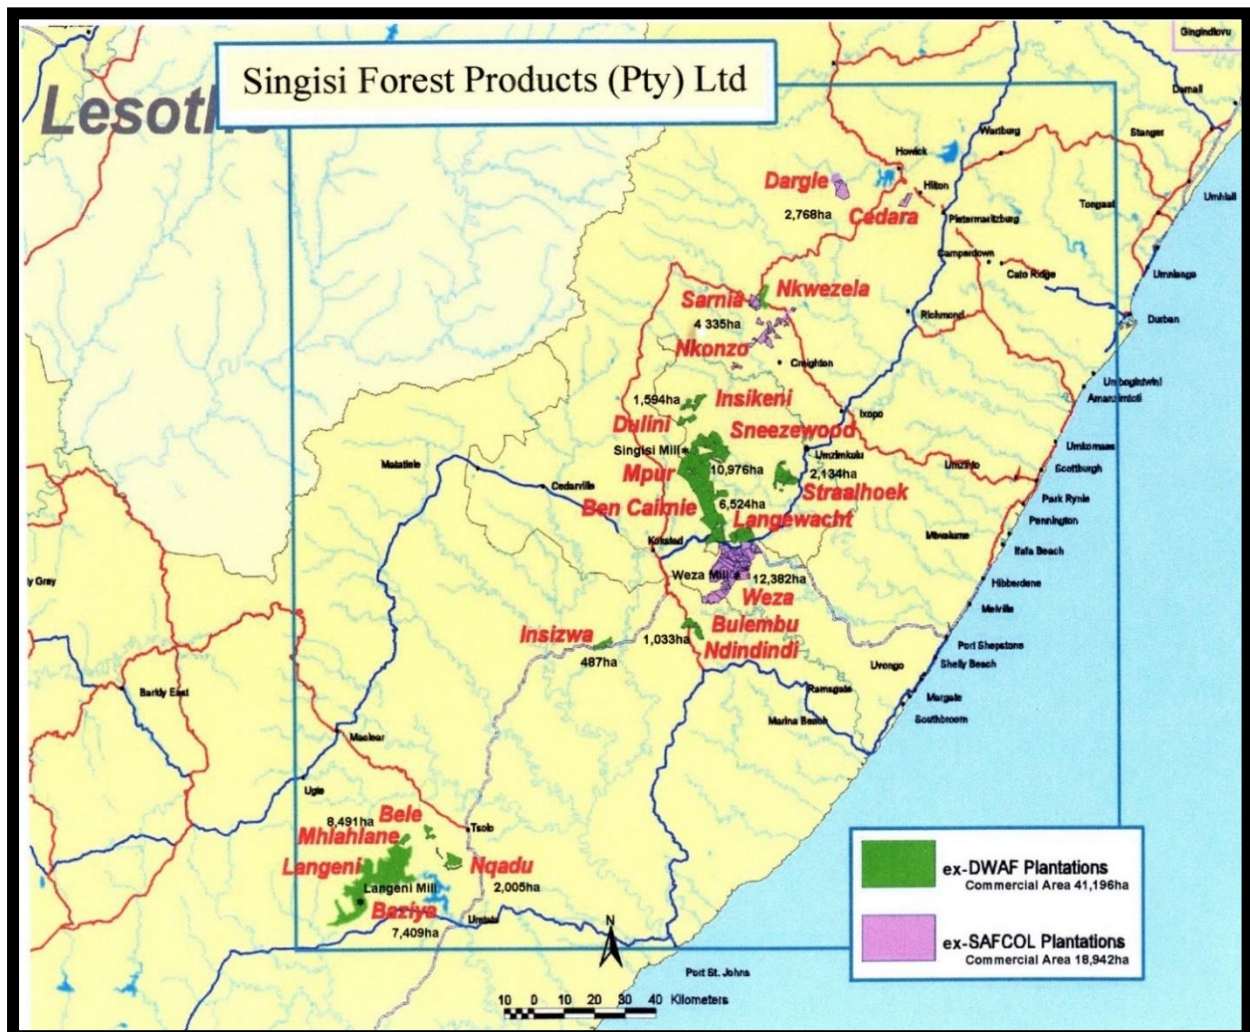 Gingindlovu
Singisi Forest Products (Pty) Ltd
Lesoth
Darnall
Wartburg
Stanger
Howick
Dargle
Hilton
Umhlali
2,768ha
Cedara
Tongaat
Pietermaritzburg
Camperdown
Cato Ridge
Umhlanga
Sarnia
Nkwezela
4 335ha
Richmond
Durban
Nkonzo
Creighton
Umbogintwini
Amanzimtoti
1,594ha
Insikeni
Ixopo
Dulini
Sneezewood
Singisi Mill
Umzimkulu
Umkomaas
Matatiele
Mpur
10,976ha
2,134ha
Umzinto
Scottburgh
Cedarville
Straalhoek
Park Rynie
Ben Cairnie
6,524ha
Langewacht
Pennington
Mtwalume
Kokstad
Ifafa Beach
y Grey
Weza Mill
12,382ha
Hibberdene
Weza
Melville
Bulembu
Insizwa
1,033ha
Ndindindi
Port Shepstone
487ha
Uvongo
Shelly Beach
Barkly East
Ramsgate
Margate
Marina Beach
Southbroom
Maclear
Ugie
8,491ha
Bele
Tsolo
Mhlahlane
Langeni
Nqadu
Langeni Mill
2,005ha
Baziya
Umtata
7,409ha
N
Port St. Johns
10 0 10 20 30 40 Kilometers
ex-DWAF Plantations
Commercial Area 41,196ha
ex-SAFCOL Plantations
Commercial Area 18,942ha